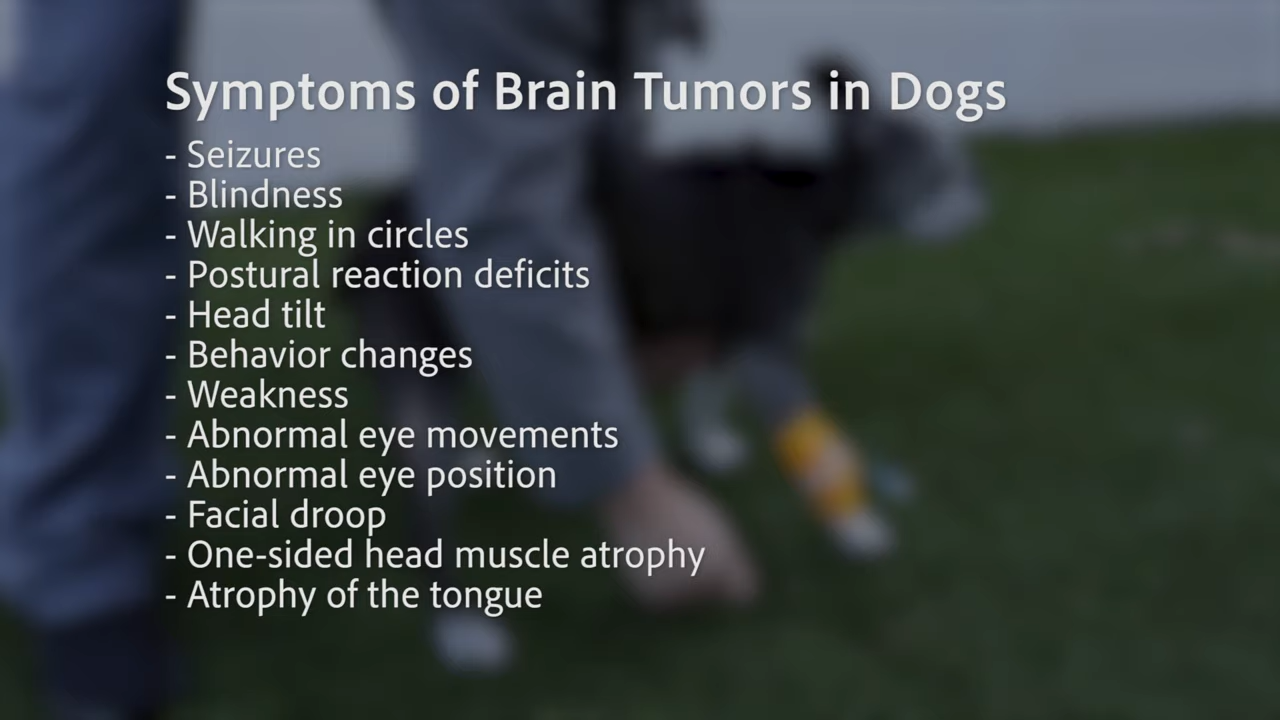 Symptoms of Brain Tumors in Dogs
- Seizures
- Blindness
- Walking in circles
- Postural reaction deficits
- Head tilt
- Behavior changes
- Weakness
- Abnormal eye movements
- Abnormal eye position
- Facial droop
- One-sided head muscle atrophy
- Atrophy of the tongue